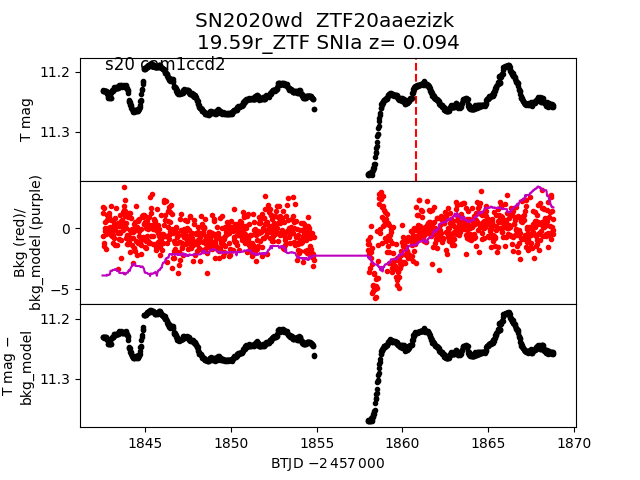 SN2020wd  ZTF20aaezizk
19.59r_ZTF SNIa z= 0.094
s20 cam1ccd2
11.2
11.3
T mag
0
−5
Bkg (red)/
bkg_model (purple)
11.2
11.3
T mag −
bkg_model
1845 1850 1855 1860 1865 1870
BTJD −2 457 000